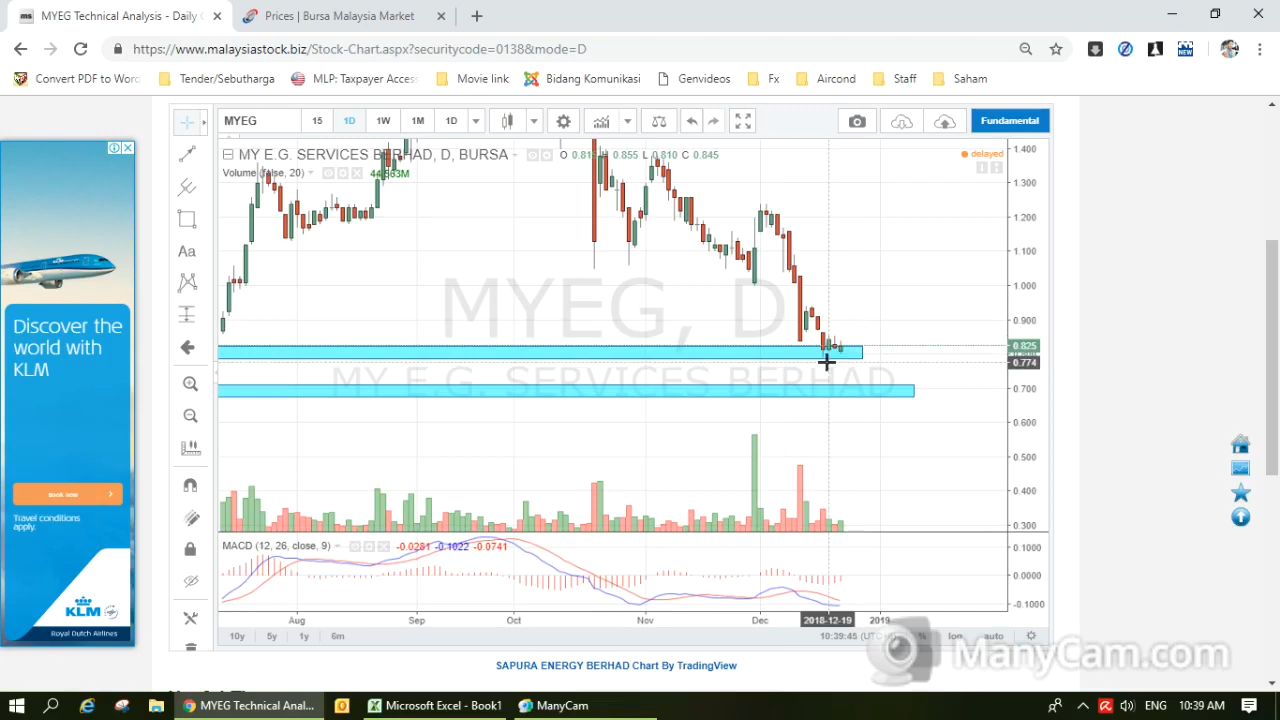 MYEG Technical Analysis - Daily C
Prices | Bursa Malaysia Market
https://www.malaysiastock.biz/Stock-Chart.aspx?securitycode=0138&mode=D
Convert PDF to Word
Tender/Sebutharga
MLP: Taxpayer Access
Movie link
Bidang Komunikasi
Genvideos
Fx
Aircond
Staff
Saham
MYEG
15
1D
1W
1M
1D
Fundamental
MY E.G. SERVICES BERHAD, D, BURSA
H 0.855 L 0.810 C 0.845
delayed
Volume (false, 20)
1.400
1.300
1.200
1.100
1.000
0.900
0.825
0.774
0.700
0.600
0.500
0.400
0.300
MYEG, D
MY E.G. SERVICES BERHAD
Discover the
world with
KLM
Book now
Travel conditions
apply.
KLM
Royal Dutch Airlines
MACD (12, 26, close, 9)
-0.0281 -0.1022 -0.0741
0.1000
0.0000
-0.1000
Aug
Sep
Oct
Nov
Dec
2018-12-19
2019
10y
5y
1y
6m
10:39:45
%
log
auto
SAPURA ENERGY BERHAD Chart By TradingView
ManyCam.com
NEW
MYEG Technical Anal...
Microsoft Excel - Book1
ManyCam
ENG
10:39 AM